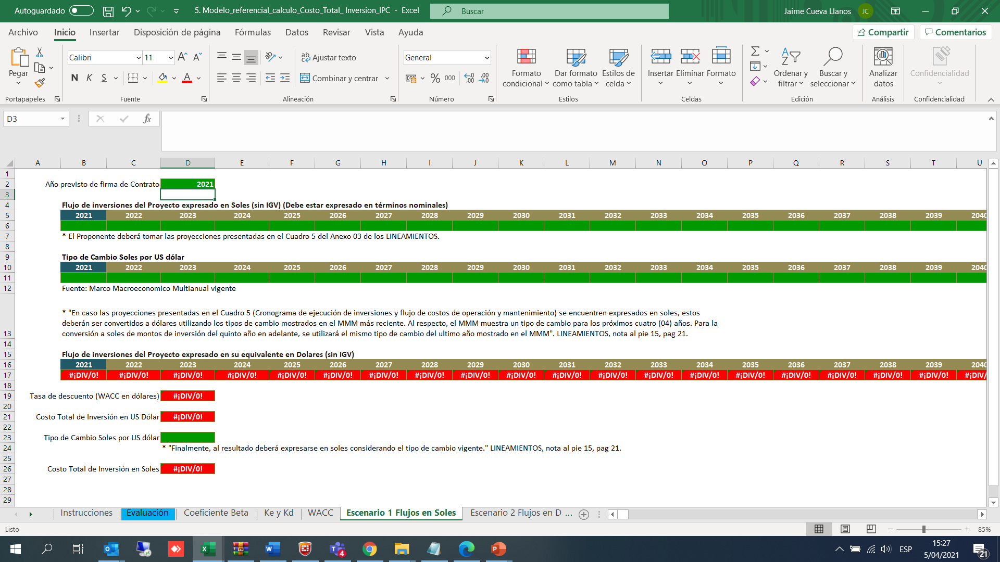 Autoguardado 5. Modelo_referencial_calculo_Costo_Total_ Inversion_IPC - Excel Buscar Jaime Cueva Llanos JC
Archivo Inicio Insertar Disposición de página Fórmulas Datos Revisar Vista Ayuda Compartir Comentarios
Calibri 11 Ajustar texto General
Pegar Formato condicional Dar formato como tabla Estilos de celda Insertar Eliminar Formato Ordenar y filtrar Buscar y seleccionar Analizar datos Confidencialidad
N K S Combinar y centrar % 000
Portapapeles Fuente Alineación Número Estilos Celdas Edición Análisis Confidencialidad
D3 fx
A B C D E F G H I J K L M N O P Q R S T U
1
2 Año previsto de firma de Contrato 2021
3
4 Flujo de inversiones del Proyecto expresado en Soles (sin IGV) (Debe estar expresado en términos nominales)
5 2021 2022 2023 2024 2025 2026 2027 2028 2029 2030 2031 2032 2033 2034 2035 2036 2037 2038 2039 2040
6
7 * El Proponente deberá tomar las proyecciones presentadas en el Cuadro 5 del Anexo 03 de los LINEAMIENTOS.
8
9 Tipo de Cambio Soles por US dólar
10 2021 2022 2023 2024 2025 2026 2027 2028 2029 2030 2031 2032 2033 2034 2035 2036 2037 2038 2039 2040
11
12 Fuente: Marco Macroeconomico Multianual vigente
* "En caso las proyecciones presentadas en el Cuadro 5 (Cronograma de ejecución de inversiones y flujo de costos de operación y mantenimiento) se encuentren expresados en soles, estos
deberán ser convertidos a dólares utilizando los tipos de cambio mostrados en el MMM más reciente. Al respecto, el MMM muestra un tipo de cambio para los próximos cuatro (04) años. Para la
13 conversión a soles de montos de inversión del quinto año en adelante, se utilizará el mismo tipo de cambio del ultimo año mostrado en el MMM". LINEAMIENTOS, nota al pie 15, pag 21.
14
15 Flujo de inversiones del Proyecto expresado en su equivalente en Dolares (sin IGV)
16 2021 2022 2023 2024 2025 2026 2027 2028 2029 2030 2031 2032 2033 2034 2035 2036 2037 2038 2039 2040
17 #¡DIV/0! #¡DIV/0! #¡DIV/0! #¡DIV/0! #¡DIV/0! #¡DIV/0! #¡DIV/0! #¡DIV/0! #¡DIV/0! #¡DIV/0! #¡DIV/0! #¡DIV/0! #¡DIV/0! #¡DIV/0! #¡DIV/0! #¡DIV/0! #¡DIV/0! #¡DIV/0! #¡DIV/0! #¡DIV/
18
19 Tasa de descuento (WACC en dólares) #¡DIV/0!
20
21 Costo Total de Inversión en US Dólar #¡DIV/0!
22
23 Tipo de Cambio Soles por US dólar
24 * "Finalmente, al resultado deberá expresarse en soles considerando el tipo de cambio vigente." LINEAMIENTOS, nota al pie 15, pag 21.
25
26 Costo Total de Inversión en Soles #¡DIV/0!
27
28
29
Instrucciones Evaluación Coeficiente Beta Ke y Kd WACC Escenario 1 Flujos en Soles Escenario 2 Flujos en D ...
Listo 85%
4 ESP 15:27
5/04/2021 21